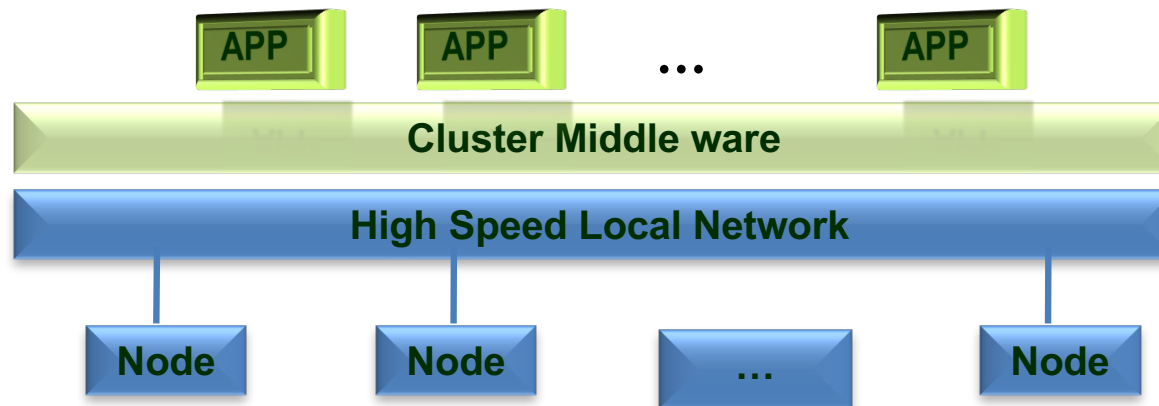 APP APP ... APP
Cluster Middle ware
High Speed Local Network
Node Node ... Node